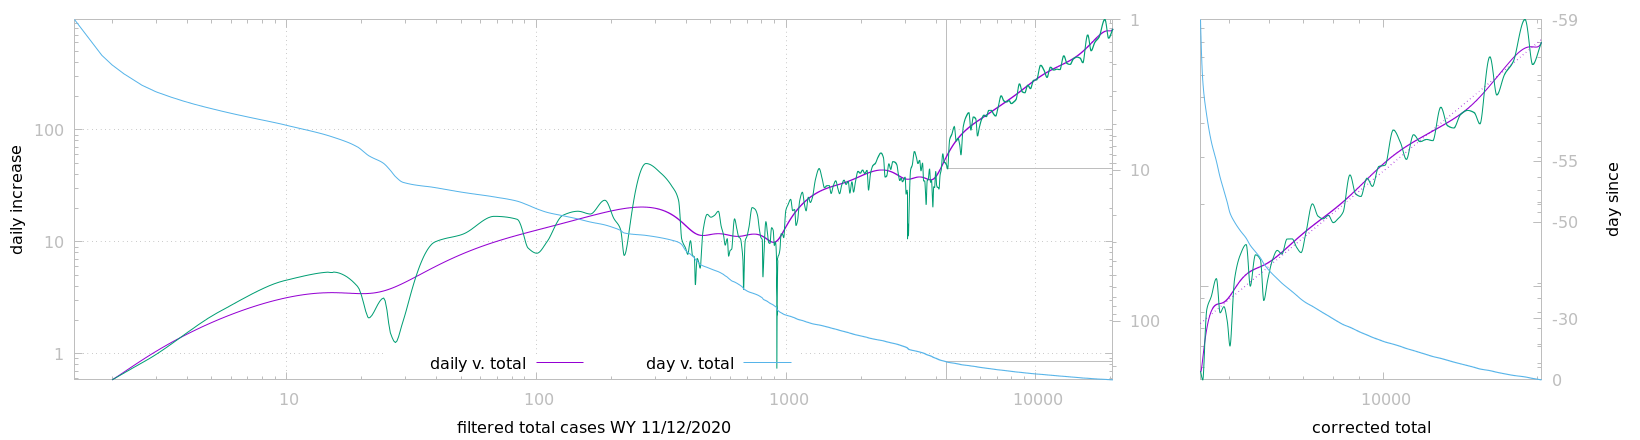 daily increase
100
10
1
10
100
1000
10000
1
10
100
daily v. total
day v. total
filtered total cases WY 11/12/2020
10000
corrected total
-59
-55
-50
-30
0
day since